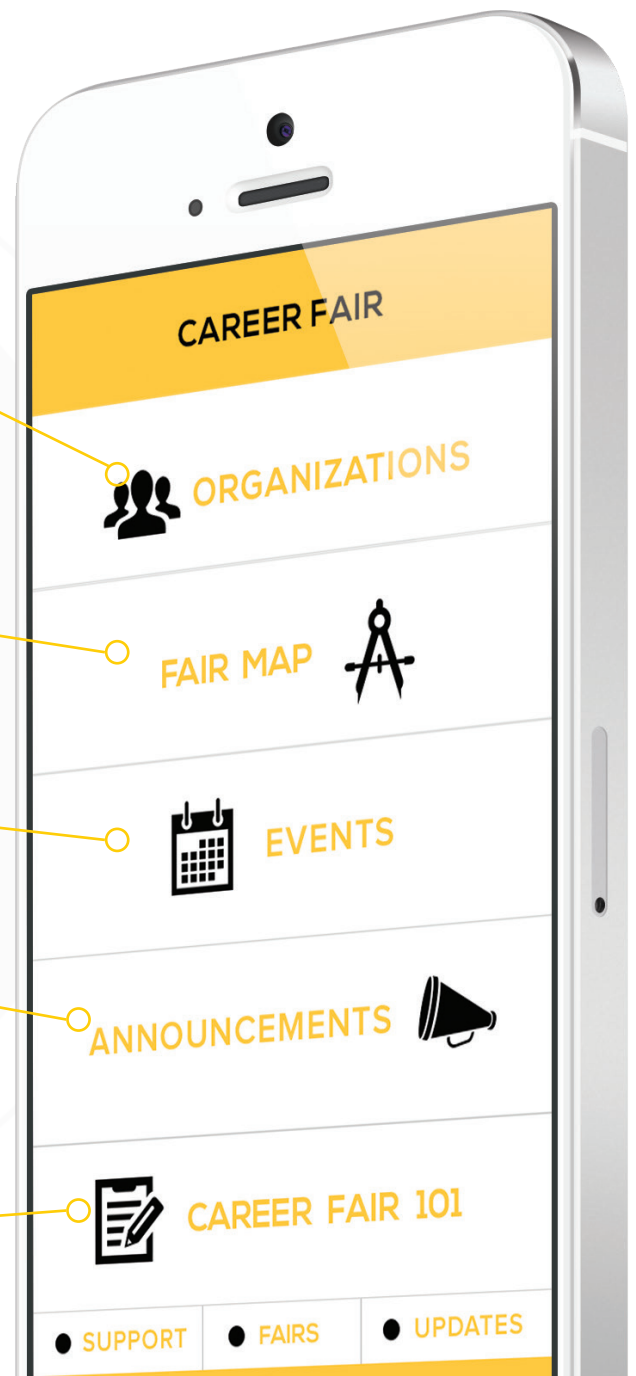 CAREER FAIR
ORGANIZATIONS
FAIR MAP
EVENTS
ANNOUNCEMENTS
CAREER FAIR 101
SUPPORT FAIRS UPDATES